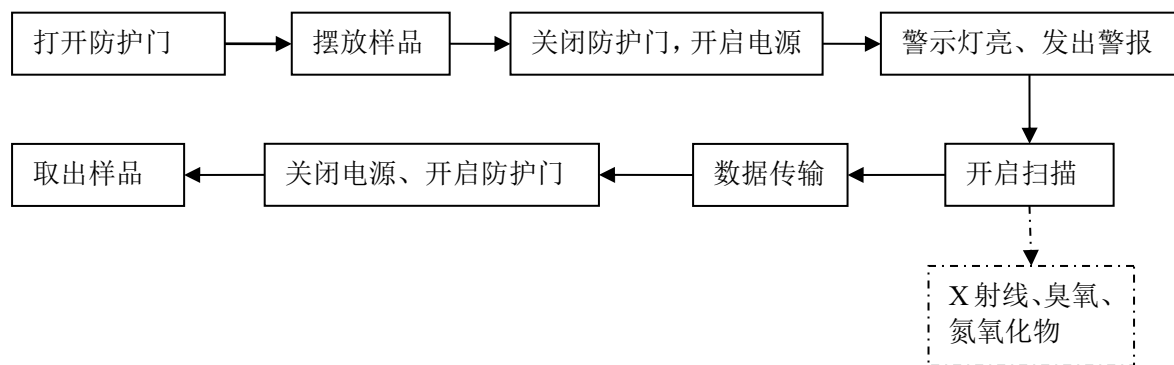 打开防护门
摆放样品
关闭防护门，开启电源
警示灯亮、发出警报
取出样品
关闭电源、开启防护门
数据传输
开启扫描
X 射线、臭氧、
氮氧化物